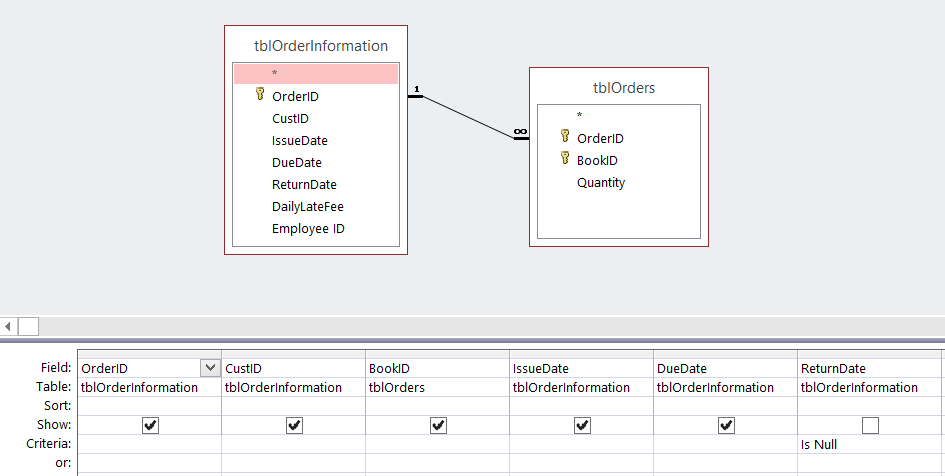 tblOrderInformation
*
OrderID
CustID
IssueDate
DueDate
ReturnDate
DailyLateFee
Employee ID
1
∞
tblOrders
*
OrderID
BookID
Quantity
Field: OrderID CustID BookID IssueDate DueDate ReturnDate
Table: tblOrderInformation tblOrderInformation tblOrders tblOrderInformation tblOrderInformation tblOrderInformation
Sort:
Show:
Criteria: Is Null
or: